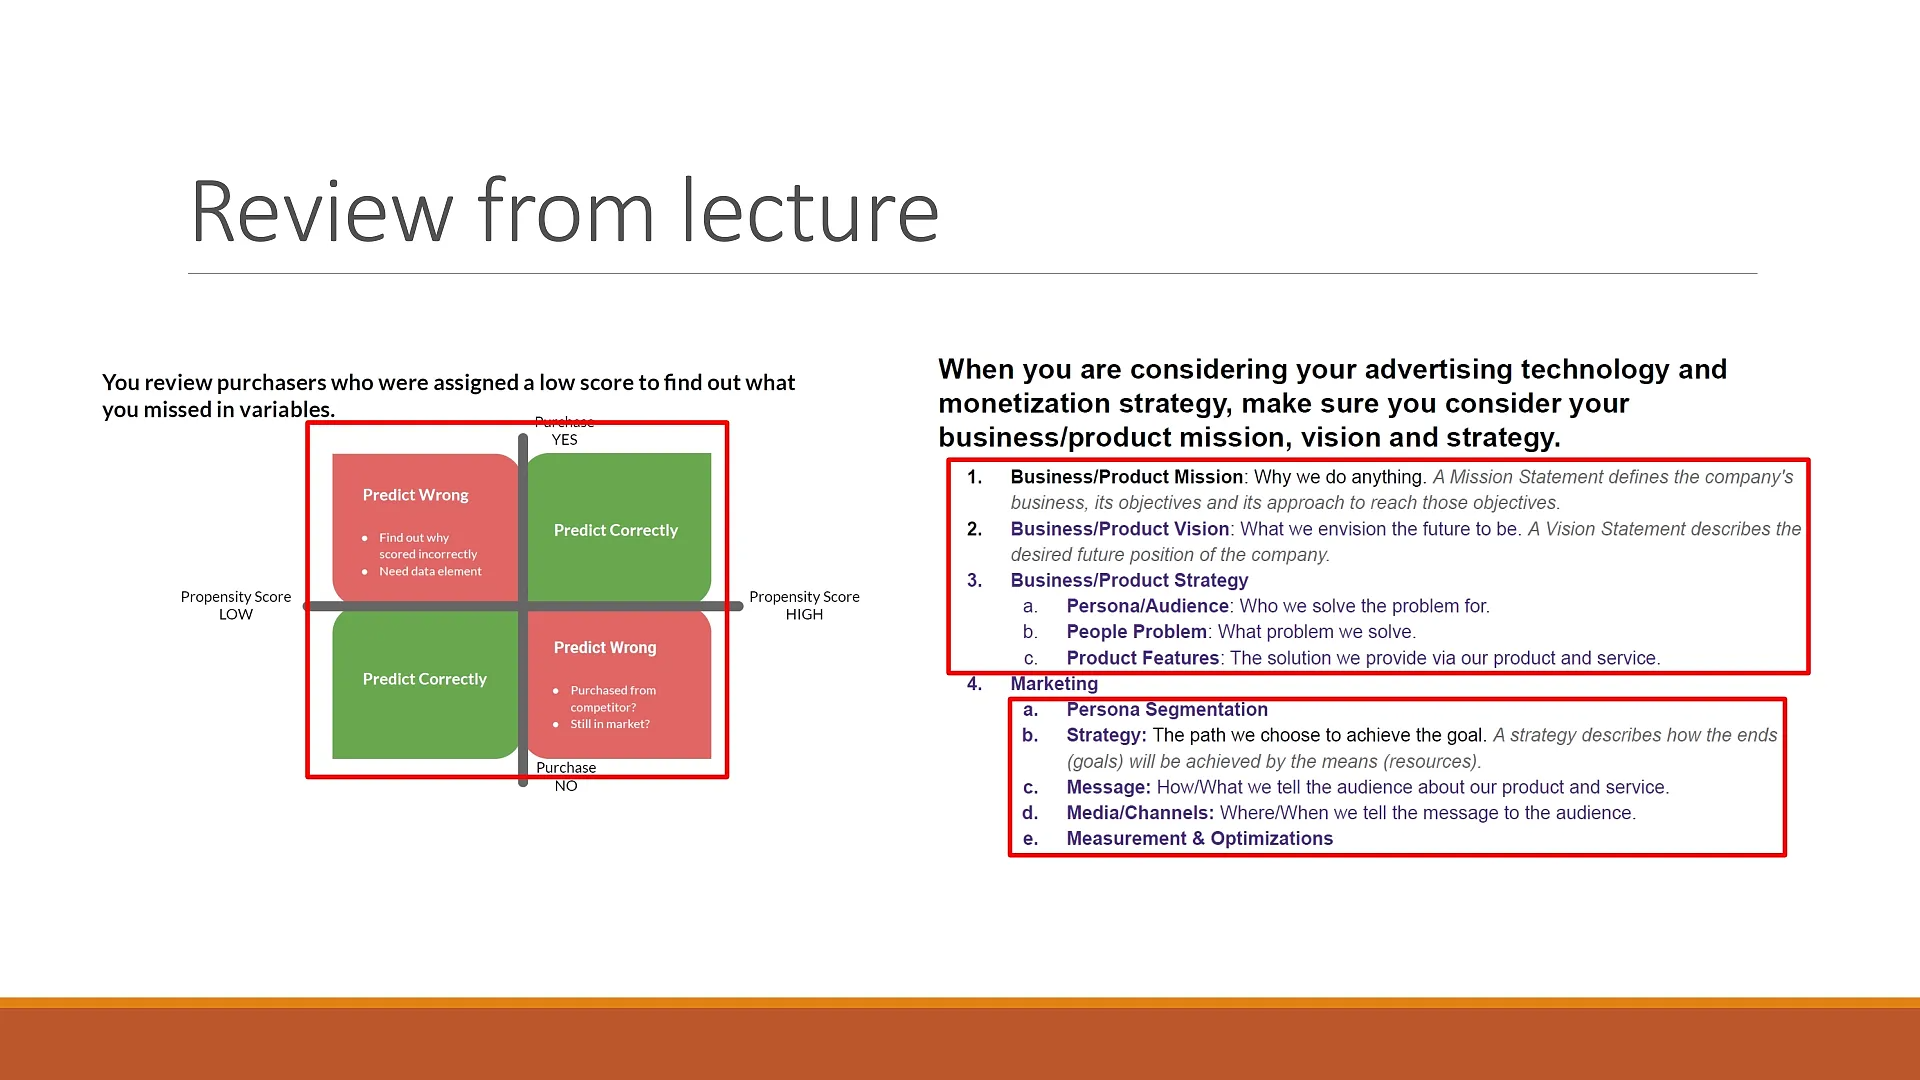 Review from lecture
You review purchasers who were assigned a low score to find out what
you missed in variables.
Purchase
YES
Predict Wrong
● Find out why
scored incorrectly
● Need data element
Predict Correctly
Propensity Score
LOW
Propensity Score
HIGH
Predict Correctly
Predict Wrong
● Purchased from
competitor?
● Still in market?
Purchase
NO
When you are considering your advertising technology and
monetization strategy, make sure you consider your
business/product mission, vision and strategy.
1. Business/Product Mission: Why we do anything. A Mission Statement defines the company's
business, its objectives and its approach to reach those objectives.
2. Business/Product Vision: What we envision the future to be. A Vision Statement describes the
desired future position of the company.
3. Business/Product Strategy
a. Persona/Audience: Who we solve the problem for.
b. People Problem: What problem we solve.
c. Product Features: The solution we provide via our product and service.
4. Marketing
a. Persona Segmentation
b. Strategy: The path we choose to achieve the goal. A strategy describes how the ends
(goals) will be achieved by the means (resources).
c. Message: How/What we tell the audience about our product and service.
d. Media/Channels: Where/When we tell the message to the audience.
e. Measurement & Optimizations